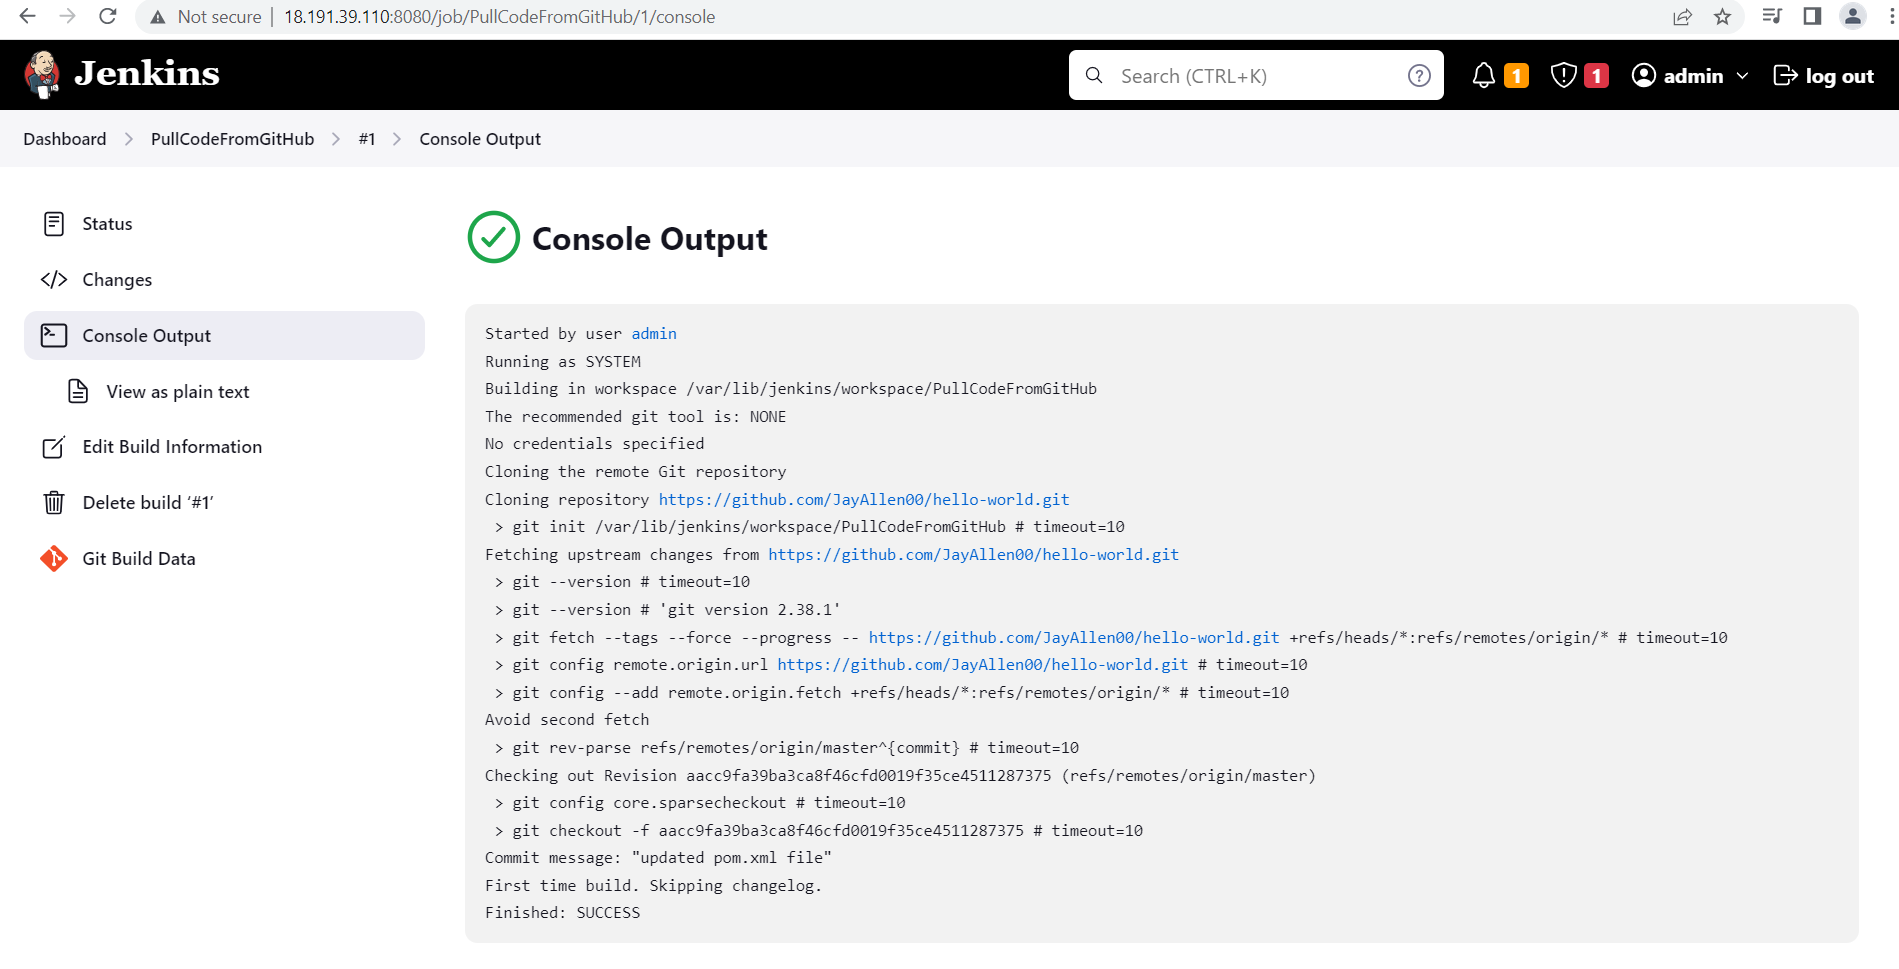 Not secure | 18.191.39.110:8080/job/PullCodeFromGitHub/1/console
Jenkins
Search (CTRL+K)
?
1
1
admin
log out
Dashboard > PullCodeFromGitHub > #1 > Console Output
Status
Changes
Console Output
View as plain text
Edit Build Information
Delete build ‘#1’
Git Build Data
Console Output
Started by user admin
Running as SYSTEM
Building in workspace /var/lib/jenkins/workspace/PullCodeFromGitHub
The recommended git tool is: NONE
No credentials specified
Cloning the remote Git repository
Cloning repository https://github.com/JayAllen00/hello-world.git
> git init /var/lib/jenkins/workspace/PullCodeFromGitHub # timeout=10
Fetching upstream changes from https://github.com/JayAllen00/hello-world.git
> git --version # timeout=10
> git --version # 'git version 2.38.1'
> git fetch --tags --force --progress -- https://github.com/JayAllen00/hello-world.git +refs/heads/*:refs/remotes/origin/* # timeout=10
> git config remote.origin.url https://github.com/JayAllen00/hello-world.git # timeout=10
> git config --add remote.origin.fetch +refs/heads/*:refs/remotes/origin/* # timeout=10
Avoid second fetch
> git rev-parse refs/remotes/origin/master^{commit} # timeout=10
Checking out Revision aacc9fa39ba3ca8f46cfd0019f35ce4511287375 (refs/remotes/origin/master)
> git config core.sparsecheckout # timeout=10
> git checkout -f aacc9fa39ba3ca8f46cfd0019f35ce4511287375 # timeout=10
Commit message: "updated pom.xml file"
First time build. Skipping changelog.
Finished: SUCCESS